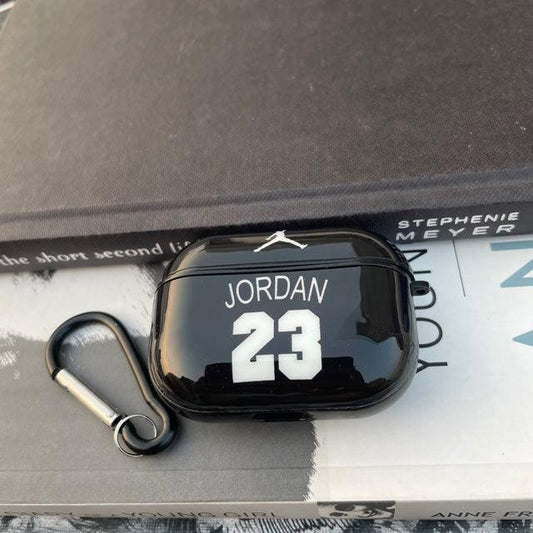 the short second li
STEPHENIE
MEYER
JORDAN
23
YOUN
YOUNG GIRL
ANNE FR